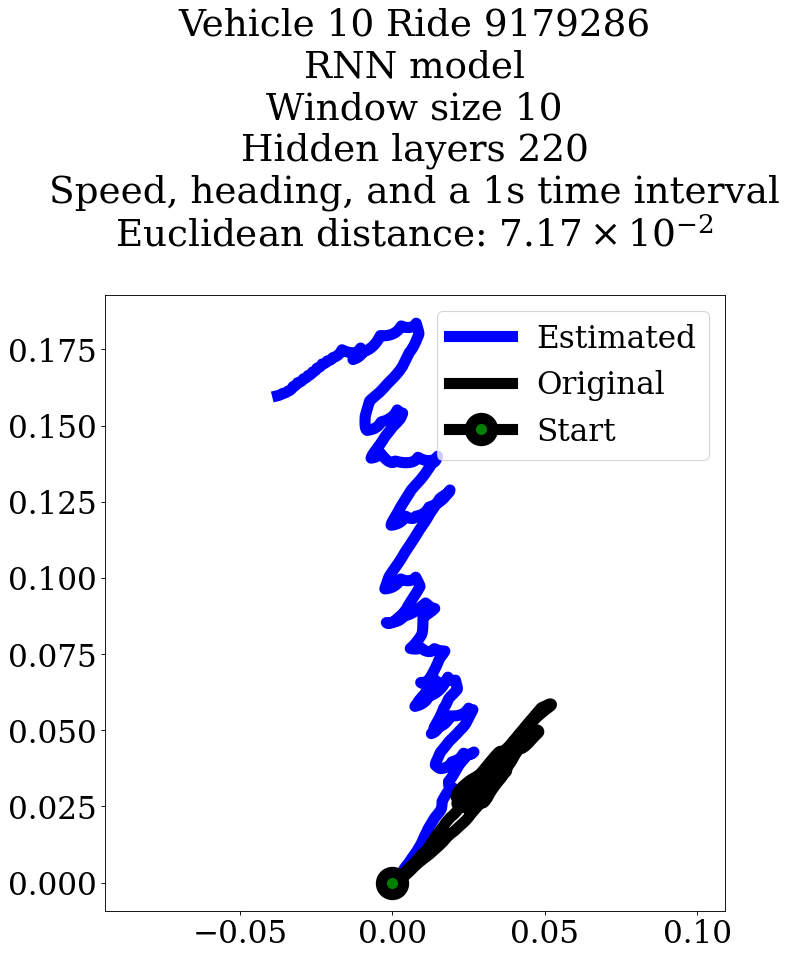 Vehicle 10 Ride 9179286
RNN model
Window size 10
Hidden layers 220
Speed, heading, and a 1s time interval
Euclidean distance: 7.17 × 10⁻²
Estimated
Original
Start
0.175
0.150
0.125
0.100
0.075
0.050
0.025
0.000
−0.05 0.00 0.05 0.10